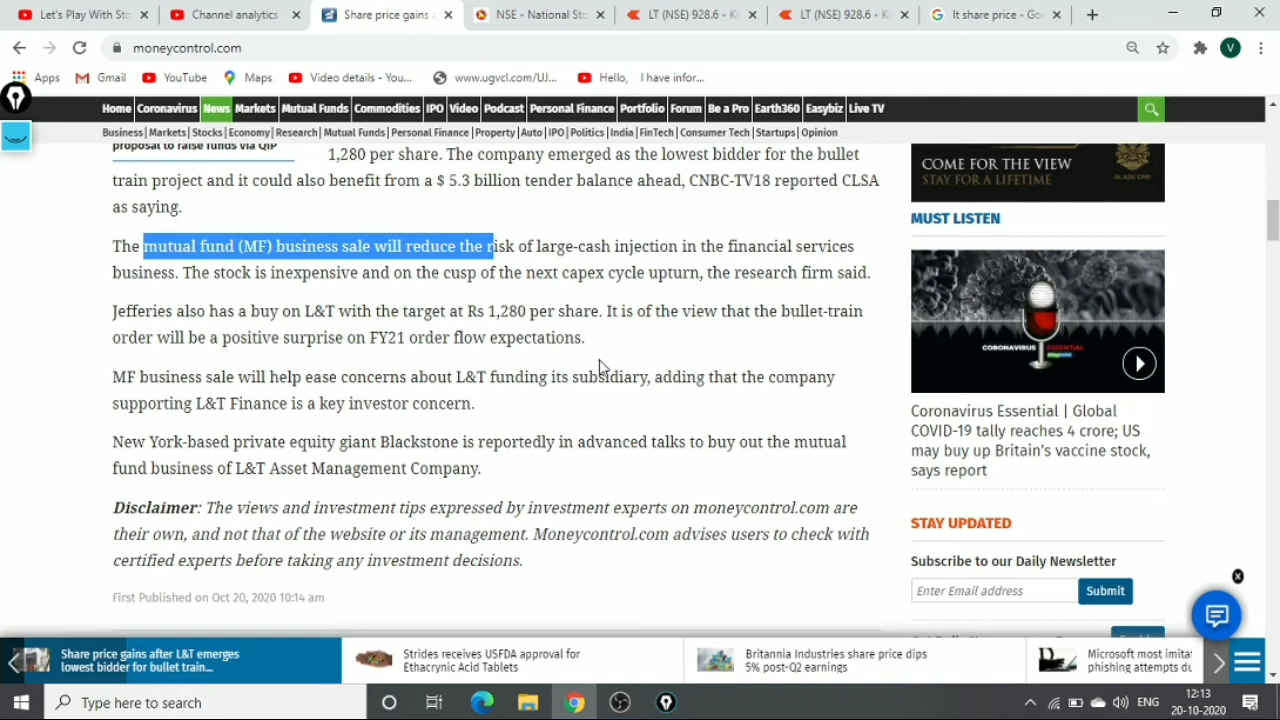 Let's Play With Sto
Channel analytics
Share price gains a
NSE - National Sto
LT (NSE) 928.6 - Ki
LT (NSE) 928.6 - Ki
lt share price - Goo
moneycontrol.com
V
Apps
Gmail
YouTube
Maps
Video details - You...
www.ugvcl.com/UJ...
Hello, I have infor...
Home Coronavirus News Markets Mutual Funds Commodities IPO Video Podcast Personal Finance Portfolio Forum Be a Pro Earth360 Easybiz Live TV
Business | Markets | Stocks | Economy | Research | Mutual Funds | Personal Finance | Property | Auto | IPO | Politics | India | FinTech | Consumer Tech | Startups | Opinion
proposal to raise funds via QIP
1,280 per share. The company emerged as the lowest bidder for the bullet
train project and it could also benefit from a $ 5.3 billion tender balance ahead, CNBC-TV18 reported CLSA
as saying.
The mutual fund (MF) business sale will reduce the risk of large-cash injection in the financial services
business. The stock is inexpensive and on the cusp of the next capex cycle upturn, the research firm said.
Jefferies also has a buy on L&T with the target at Rs 1,280 per share. It is of the view that the bullet-train
order will be a positive surprise on FY21 order flow expectations.
MF business sale will help ease concerns about L&T funding its subsidiary, adding that the company
supporting L&T Finance is a key investor concern.
New York-based private equity giant Blackstone is reportedly in advanced talks to buy out the mutual
fund business of L&T Asset Management Company.
Disclaimer: The views and investment tips expressed by investment experts on moneycontrol.com are
their own, and not that of the website or its management. Moneycontrol.com advises users to check with
certified experts before taking any investment decisions.
First Published on Oct 20, 2020 10:14 am
COME FOR THE VIEW
STAY FOR A LIFETIME
MUST LISTEN
CORONAVIRUS ESSENTIAL
Coronavirus Essential | Global
COVID-19 tally reaches 4 crore; US
may buy up Britain's vaccine stock,
says report
STAY UPDATED
Subscribe to our Daily Newsletter
Enter Email address
Submit
Share price gains after L&T emerges
lowest bidder for bullet train...
Strides receives USFDA approval for
Ethacrynic Acid Tablets
Britannia Industries share price dips
5% post-Q2 earnings
Microsoft most imitat
phishing attempts du
Type here to search
ENG
12:13
20-10-2020